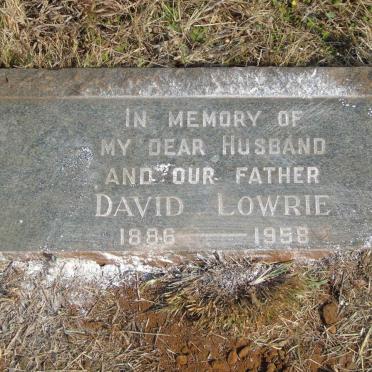 IN MEMORY OF
MY DEAR HUSBAND
AND OUR FATHER
DAVID LOWRIE
1886 — 1958